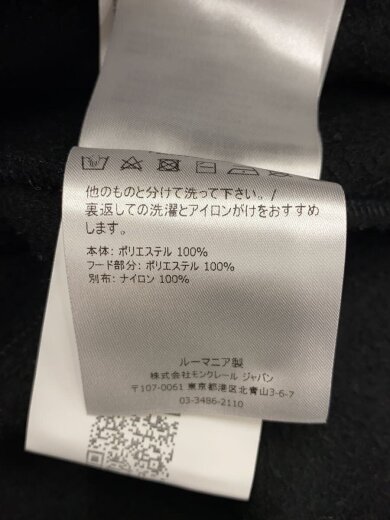 他のものと分けて洗って下さい。/
裏返しての洗濯とアイロンがけをおすすめ
します。
本体: ポリエステル 100%
フード部分: ポリエステル 100%
別布: ナイロン 100%
ルーマニア製
株式会社モンクレール ジャパン
〒107-0061 東京都港区北青山3-6-7
03-3486-2110